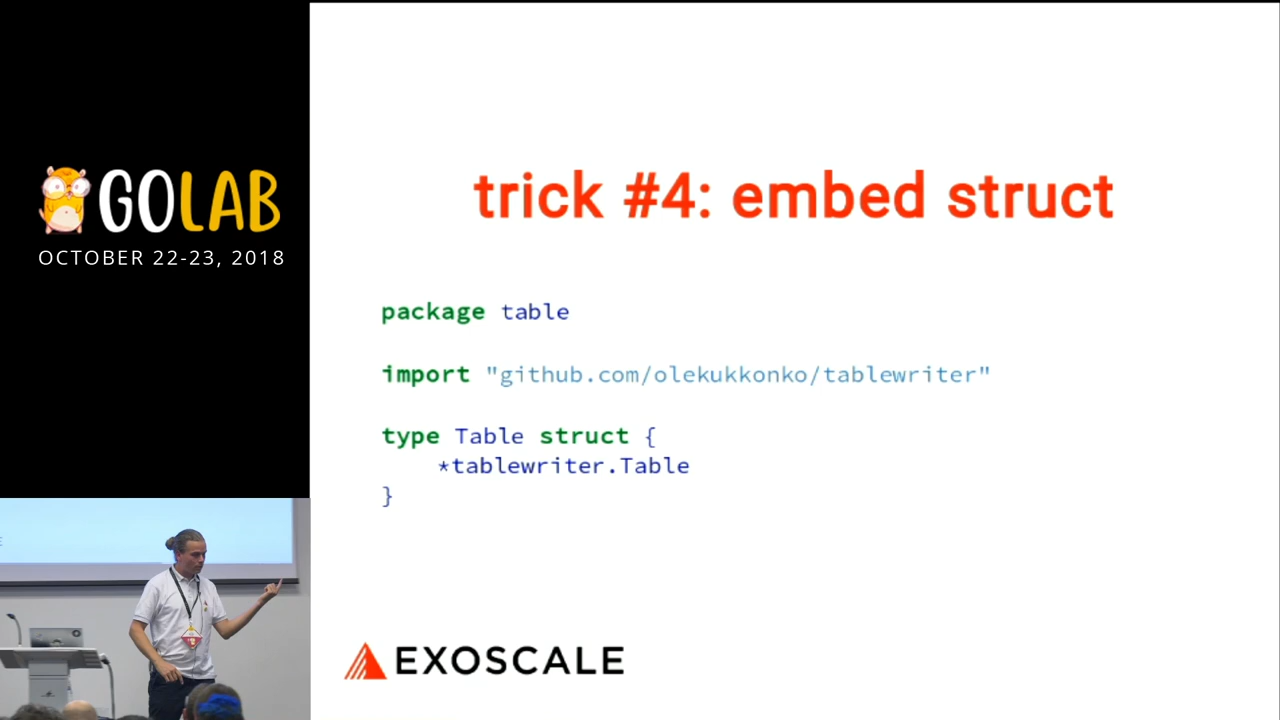 GOLAB
OCTOBER 22-23, 2018
trick #4: embed struct
package table
import "github.com/olekukkonko/tablewriter"
type Table struct {
*tablewriter.Table
}
EXOSCALE